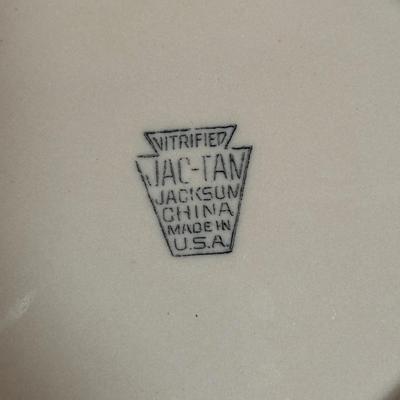 VITRIFIED
JAC-TAN
JACKSON
CHINA
MADE IN
U.S.A.